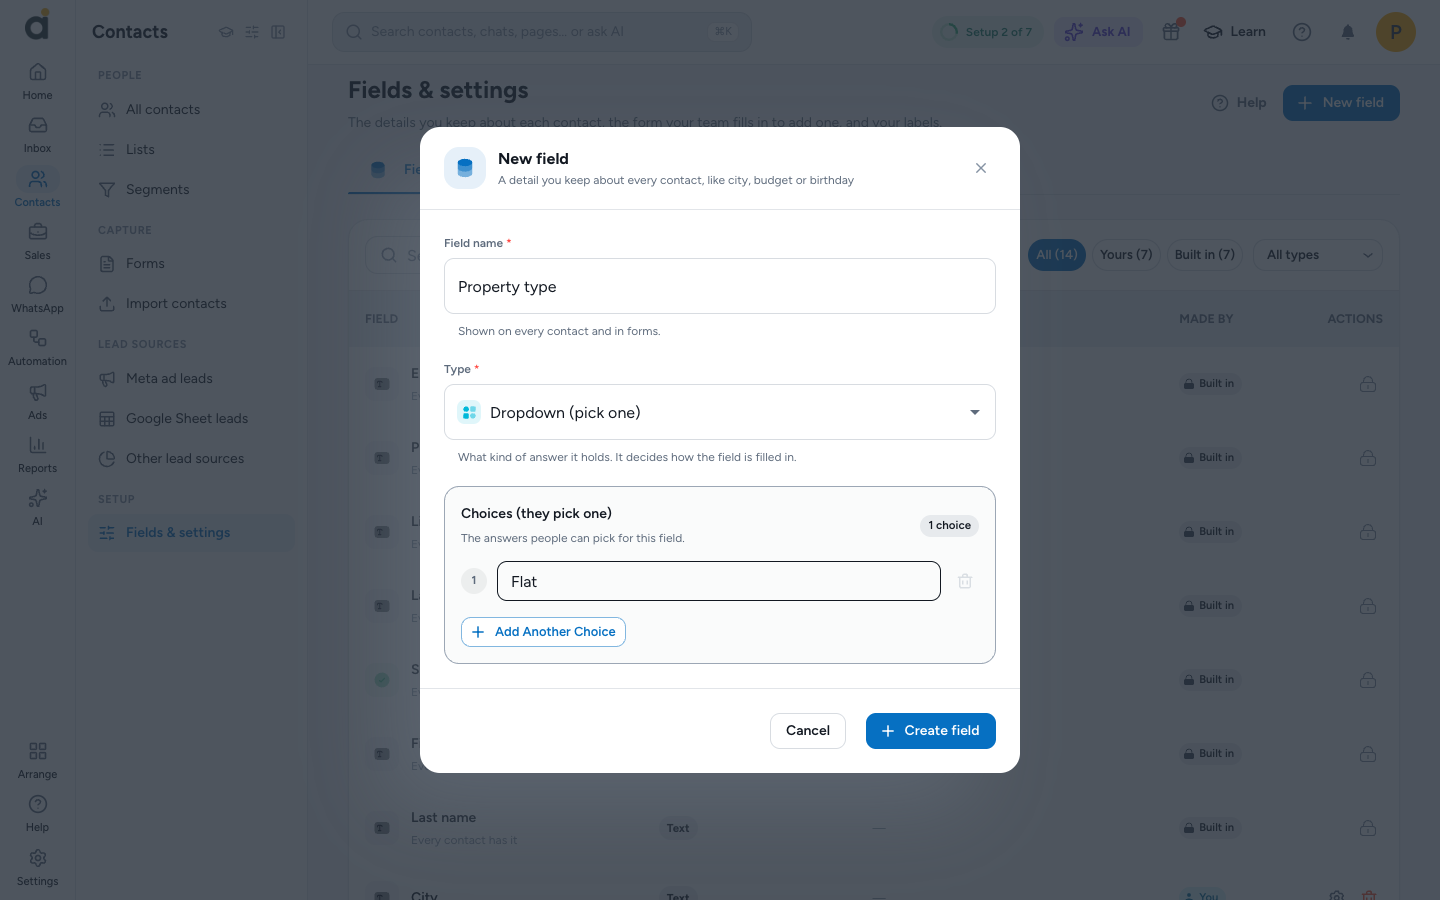 Contacts
Search contacts, chats, pages... or ask AI
⌘K
Setup 2 of 7
Ask AI
Learn
P
Home
Inbox
Contacts
Sales
WhatsApp
Automation
Ads
Reports
AI
Arrange
Help
Settings
PEOPLE
All contacts
Lists
Segments
CAPTURE
Forms
Import contacts
LEAD SOURCES
Meta ad leads
Google Sheet leads
Other lead sources
SETUP
Fields & settings
Fields & settings
The details you keep about each contact, the form your team fills in to add one, and your labels.
Help
New field
All (14)
Yours (7)
Built in (7)
All types
FIELD
MADE BY
ACTIONS
Built in
Built in
Built in
Built in
Built in
Built in
Last name
Every contact has it
Text
—
Built in
City
Text
You
New field
A detail you keep about every contact, like city, budget or birthday
Field name *
Property type
Shown on every contact and in forms.
Type *
Dropdown (pick one)
What kind of answer it holds. It decides how the field is filled in.
Choices (they pick one)
The answers people can pick for this field.
1 choice
1
Flat
Add Another Choice
Cancel
Create field